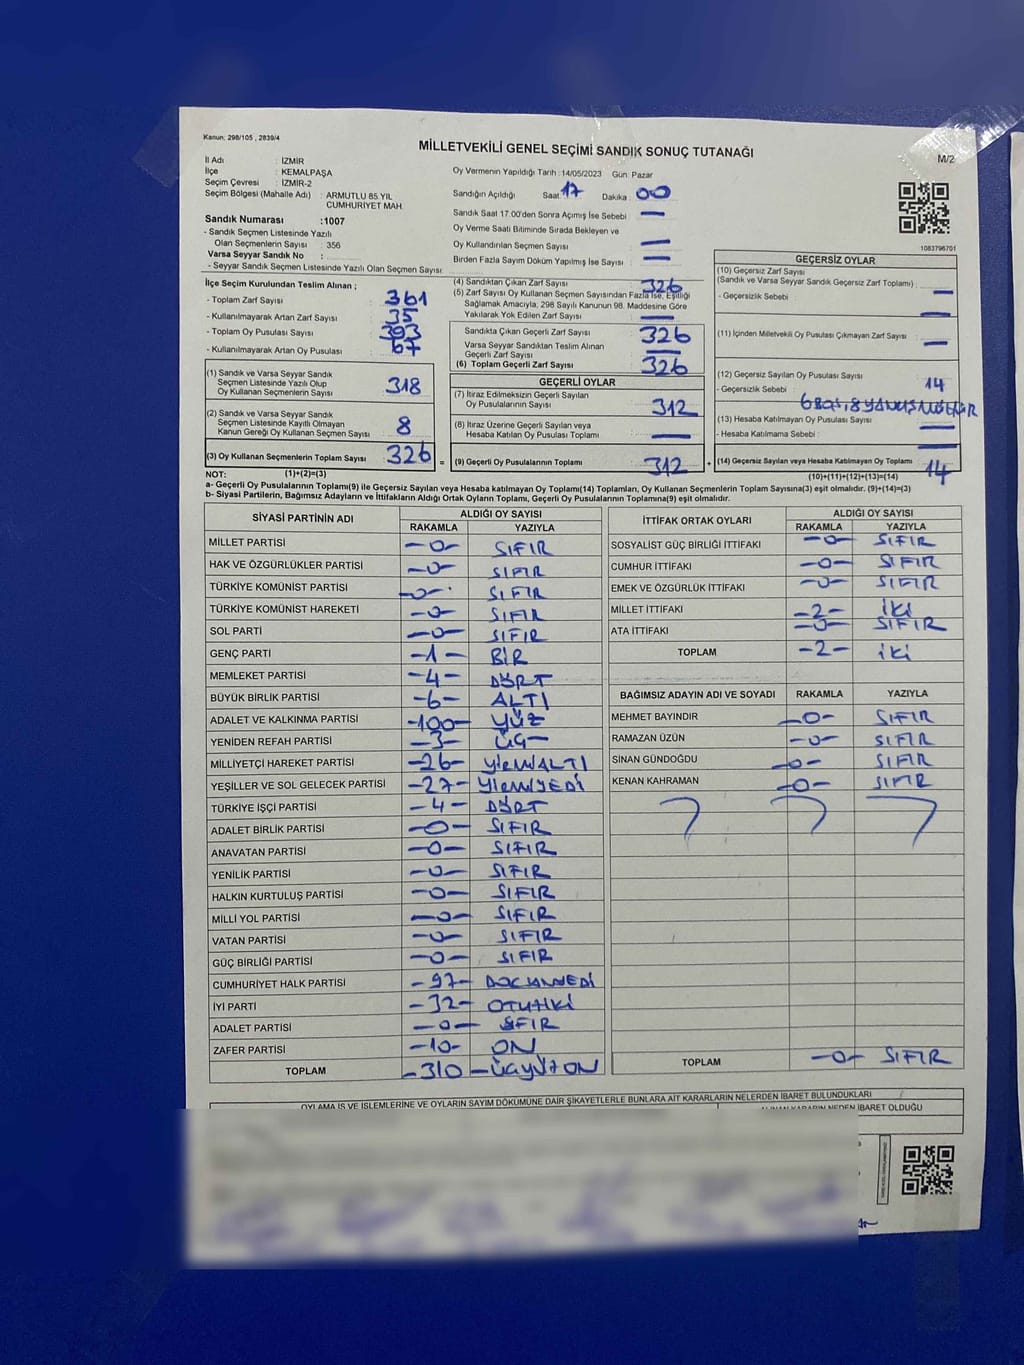 Kanun: 298/105 , 2839/4
MİLLETVEKİLİ GENEL SEÇİMİ SANDIK SONUÇ TUTANAĞI
M/2
İl Adı : İZMİR
İlçe : KEMALPAŞA
Seçim Çevresi : İZMİR-2
Seçim Bölgesi (Mahalle Adı) : ARMUTLU 85 YIL
CUMHURİYET MAH.
Sandık Numarası :1007
- Sandık Seçmen Listesinde Yazılı
Olan Seçmenlerin Sayısı : 356
Varsa Seyyar Sandık No :
- Seyyar Sandık Seçmen Listesinde Yazılı Olan Seçmen Sayısı:
Oy Vermenin Yapıldığı Tarih :14/05/2023 Gün: Pazar
Sandığın Açıldığı Saat: 17 Dakika: 00
Sandık Saat 17.00'den Sonra Açımış İse Sebebi : —
Oy Verme Saati Bitiminde Sırada Bekleyen ve
Oy Kullandırılan Seçmen Sayısı : —
Birden Fazla Sayım Döküm Yapılmış İse Sayısı : —
1083796701
İlçe Seçim Kurulundan Teslim Alınan ;
- Toplam Zarf Sayısı : 361
- Kullanılmayarak Artan Zarf Sayısı : 35
- Toplam Oy Pusulası Sayısı : 393
- Kullanılmayarak Artan Oy Pusulası : 67
(1) Sandık ve Varsa Seyyar Sandık
Seçmen Listesinde Yazılı Olup
Oy Kullanan Seçmenlerin Sayısı : 318
(2) Sandık ve Varsa Seyyar Sandık
Seçmen Listesinde Kayıtlı Olmayan
Kanun Gereği Oy Kullanan Seçmen Sayısı : 8
(3) Oy Kullanan Seçmenlerin Toplam Sayısı : 326
(4) Sandıktan Çıkan Zarf Sayısı : 326
(5) Zarf Sayısı Oy Kullanan Seçmen Sayısından Fazla İse, Eşitliği
Sağlamak Amacıyla, 298 Sayılı Kanunun 98. Maddesine Göre
Yakılarak Yok Edilen Zarf Sayısı : —
Sandıkta Çıkan Geçerli Zarf Sayısı : 326
Varsa Seyyar Sandıktan Teslim Alınan
Geçerli Zarf Sayısı : —
(6) Toplam Geçerli Zarf Sayısı : 326
GEÇERLİ OYLAR
(7) İtiraz Edilmeksizin Geçerli Sayılan
Oy Pusulalarının Sayısı : 312
(8) İtiraz Üzerine Geçerli Sayılan veya
Hesaba Katılan Oy Pusulası Toplamı : —
= (9) Geçerli Oy Pusulalarının Toplamı : 312
GEÇERSİZ OYLAR
(10) Geçersiz Zarf Sayısı
(Sandık ve Varsa Seyyar Sandık Geçersiz Zarf Toplamı) : —
- Geçersizlik Sebebi : —
(11) İçinden Milletvekili Oy Pusulası Çıkmayan Zarf Sayısı : —
(12) Geçersiz Sayılan Oy Pusulası Sayısı : 14
- Geçersizlik Sebebi :
(13) Hesaba Katılmayan Oy Pusulası Sayısı : —
- Hesaba Katılmama Sebebi : —
+ (14) Geçersiz Sayılan veya Hesaba Katılmayan Oy Toplamı : 14
NOT: (1)+(2)=(3) (10)+(11)+(12)+(13)=(14)
a- Geçerli Oy Pusulalarının Toplamı(9) ile Geçersiz Sayılan veya Hesaba Katılmayan Oy Toplamı(14) Toplamları, Oy Kullanan Seçmenlerin Toplam Sayısına(3) eşit olmalıdır. (9)+(14)=(3)
b- Siyasi Partilerin, Bağımsız Adayların ve İttifakların Aldığı Ortak Oyların Toplamı, Geçerli Oy Pusulalarının Toplamına(9) eşit olmalıdır.
SİYASİ PARTİNİN ADI ALDIĞI OY SAYISI
RAKAMLA YAZIYLA
MİLLET PARTİSİ -0- SIFIR
HAK VE ÖZGÜRLÜKLER PARTİSİ -0- SIFIR
TÜRKİYE KOMÜNİST PARTİSİ -0- SIFIR
TÜRKİYE KOMÜNİST HAREKETİ -0- SIFIR
SOL PARTİ -0- SIFIR
GENÇ PARTİ -1- BİR
MEMLEKET PARTİSİ -4- DÖRT
BÜYÜK BİRLİK PARTİSİ -6- ALTI
ADALET VE KALKINMA PARTİSİ -100- YÜZ
YENİDEN REFAH PARTİSİ -3- ÜÇ-
MİLLİYETÇİ HAREKET PARTİSİ -26- YİRMİALTI
YEŞİLLER VE SOL GELECEK PARTİSİ -27- YİRMİYEDİ
TÜRKİYE İŞÇİ PARTİSİ -4- DÖRT
ADALET BİRLİK PARTİSİ -0- SIFIR
ANAVATAN PARTİSİ -0- SIFIR
YENİLİK PARTİSİ -0- SIFIR
HALKIN KURTULUŞ PARTİSİ -0- SIFIR
MİLLİ YOL PARTİSİ -0- SIFIR
VATAN PARTİSİ -0- SIFIR
GÜÇ BİRLİĞİ PARTİSİ -0- SIFIR
CUMHURİYET HALK PARTİSİ -97-
İYİ PARTİ -32- OTUZİKİ
ADALET PARTİSİ -0- SIFIR
ZAFER PARTİSİ -10- ON
TOPLAM -310- ÜÇYÜZON
İTTİFAK ORTAK OYLARI ALDIĞI OY SAYISI
RAKAMLA YAZIYLA
SOSYALİST GÜÇ BİRLİĞİ İTTİFAKI -0- SIFIR
CUMHUR İTTİFAKI -0- SIFIR
EMEK VE ÖZGÜRLÜK İTTİFAKI -0- SIFIR
MİLLET İTTİFAKI -2- İKİ
ATA İTTİFAKI -0- SIFIR
TOPLAM -2- İKİ
BAĞIMSIZ ADAYIN ADI VE SOYADI RAKAMLA YAZIYLA
MEHMET BAYINDIR -0- SIFIR
RAMAZAN ÜZÜN -0- SIFIR
SİNAN GÜNDOĞDU -0- SIFIR
KENAN KAHRAMAN -0- SIFIR
TOPLAM -0- SIFIR
OYLAMA İŞ VE İŞLEMLERİNE VE OYLARIN SAYIM DÖKÜMÜNE DAİR ŞİKAYETLERLE BUNLARA AİT KARARLARIN NELERDEN İBARET BULUNDUKLARI
ALINAN KARARIN NEDEN İBARET OLDUĞU